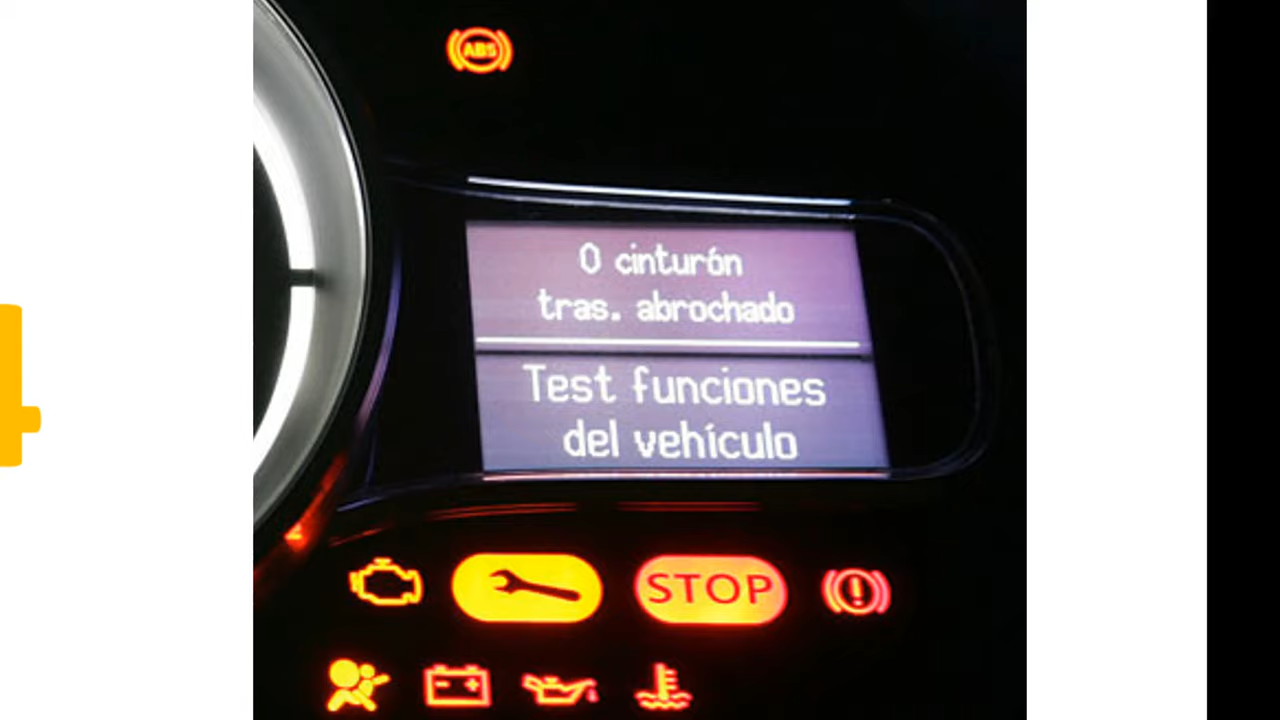 ABS
0 cinturón
tras. abrochado
Test funciones
del vehículo
STOP